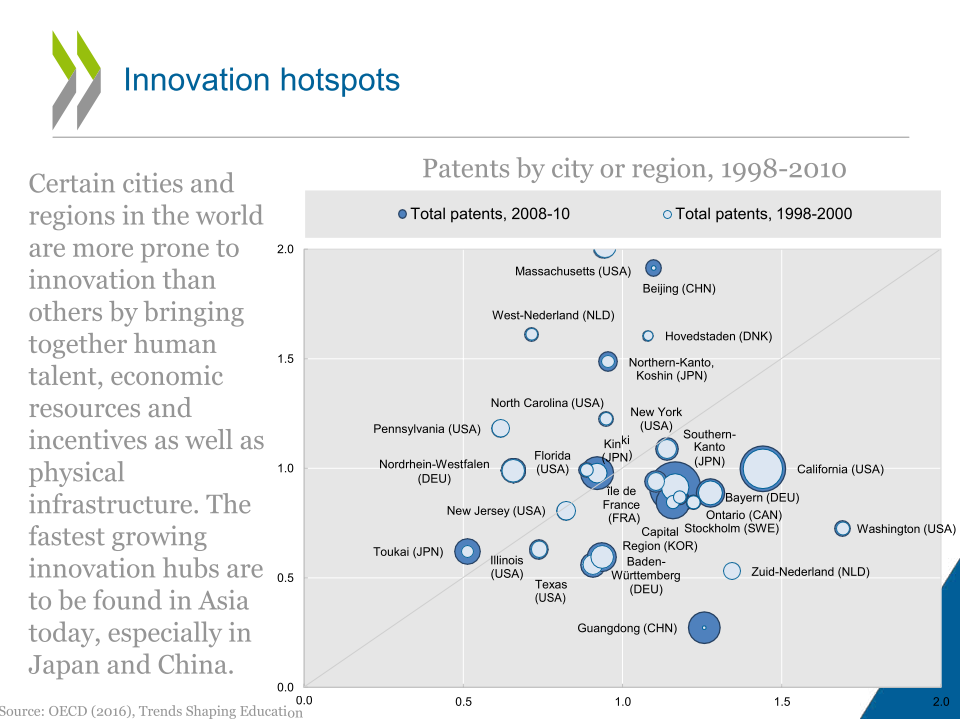 Innovation hotspots
Certain cities and
regions in the world
are more prone to
innovation than
others by bringing
together human
talent, economic
resources and
incentives as well as
physical
infrastructure. The
fastest growing
innovation hubs are
to be found in Asia
today, especially in
Japan and China.
Patents by city or region, 1998-2010
Total patents, 2008-10
Total patents, 1998-2000
2.0
Massachusetts (USA)
Beijing (CHN)
West-Nederland (NLD)
Hovedstaden (DNK)
1.5
Northern-Kanto,
Koshin (JPN)
North Carolina (USA)
New York
(USA)
Pennsylvania (USA)
Southern-
Kanto
(JPN)
Kinki
(JPN)
Florida
(USA)
Nordrhein-Westfalen
(DEU)
1.0
California (USA)
île de
France
(FRA)
Bayern (DEU)
New Jersey (USA)
Ontario (CAN)
Stockholm (SWE)
Capital
Region (KOR)
Washington (USA)
Toukai (JPN)
Illinois
(USA)
Baden-
Württemberg
(DEU)
Texas
(USA)
0.5
Zuid-Nederland (NLD)
Guangdong (CHN)
0.0
0.0
0.5
1.0
1.5
2.0
Source: OECD (2016), Trends Shaping Education